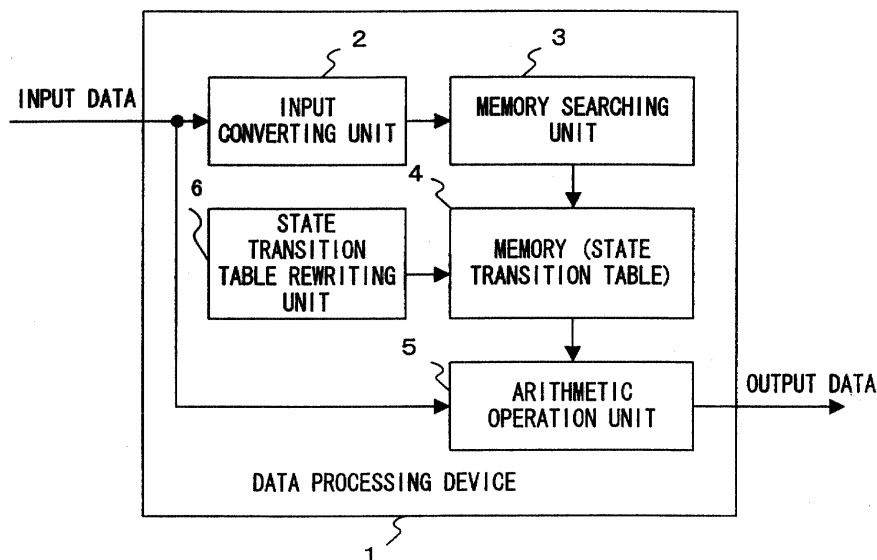 2
3
INPUT DATA
INPUT
CONVERTING UNIT
MEMORY SEARCHING
UNIT
6
4
STATE
TRANSITION
TABLE REWRITING
UNIT
MEMORY (STATE
TRANSITION TABLE)
5
ARITHMETIC
OPERATION UNIT
OUTPUT DATA
DATA PROCESSING DEVICE
1